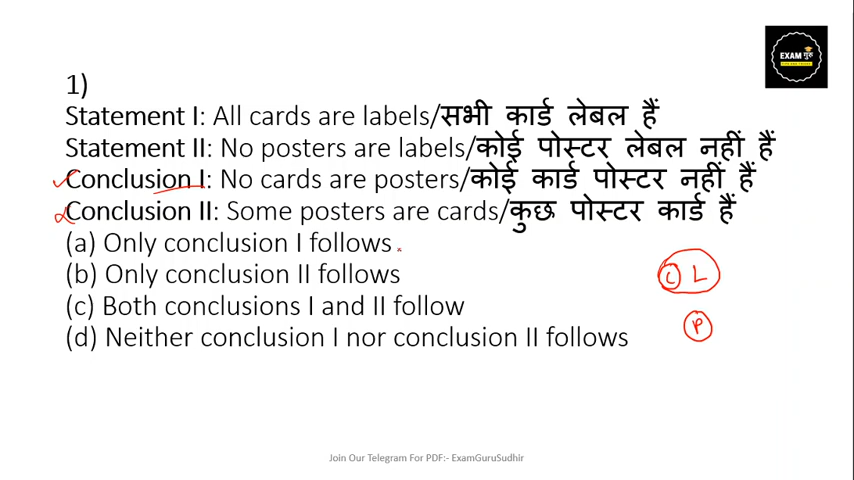 EXAM गुरु
1)
Statement I: All cards are labels/सभी कार्ड लेबल हैं
Statement II: No posters are labels/कोई पोस्टर लेबल नहीं हैं
Conclusion I: No cards are posters/कोई कार्ड पोस्टर नहीं हैं
Conclusion II: Some posters are cards/कुछ पोस्टर कार्ड हैं
(a) Only conclusion I follows
(b) Only conclusion II follows
(c) Both conclusions I and II follow
(d) Neither conclusion I nor conclusion II follows
C L
P
Join Our Telegram For PDF:- ExamGuruSudhir